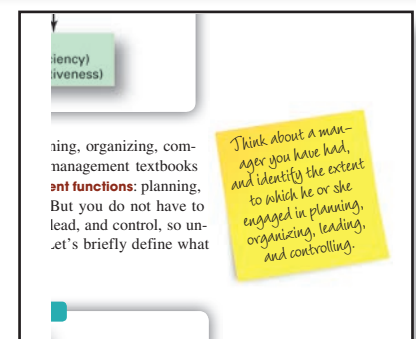 iency)
iveness)
ning, organizing, com-
management textbooks
ent functions: planning,
But you do not have to
lead, and control, so un-
Let's briefly define what
Think about a man-
ager you have had,
and identify the extent
to which he or she
engaged in planning,
organizing, leading,
and controlling.